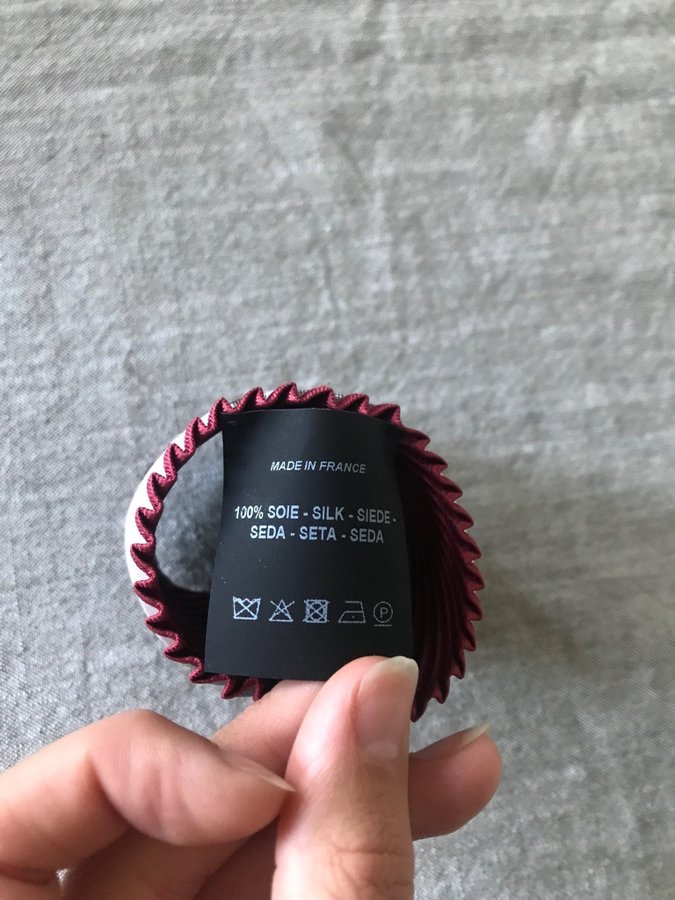 MADE IN FRANCE
100% SOIE - SILK - SIEDE -
SEDA - SETA - SEDA
P